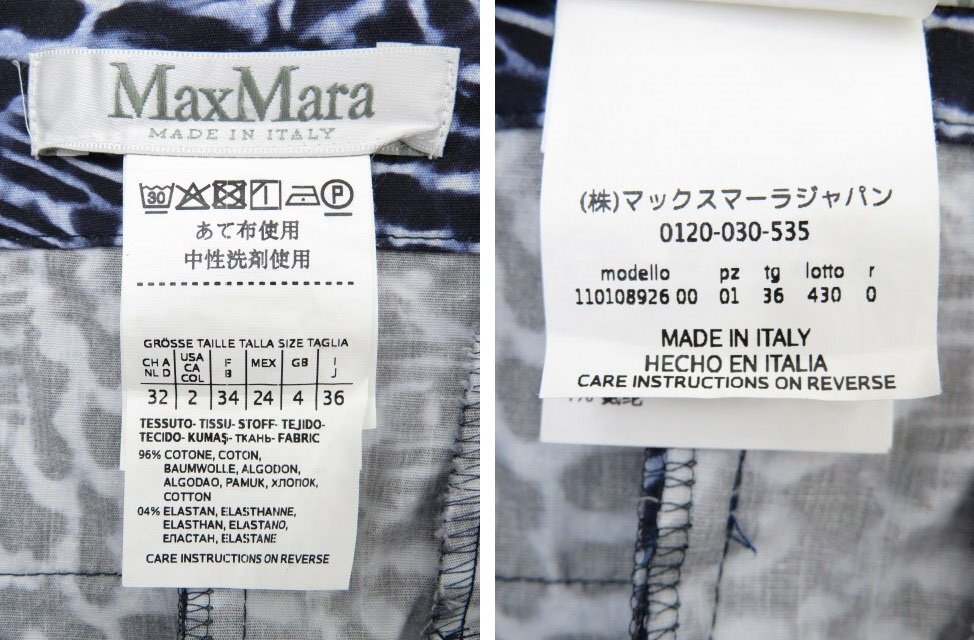 MaxMara
MADE IN ITALY
30 P
あて布使用
中性洗剤使用
GRÖSSE TAILLE TALLA SIZE TAGLIA
CH A NL D USA CA COL F B MEX GB I J
32 2 34 24 4 36
TESSUTO- TISSU- STOFF- TEJIDO-
TECIDO- KUMAŞ- ТКАНЬ- FABRIC
96% COTONE, COTON,
BAUMWOLLE, ALGODON,
ALGODAO, PAMUK, ХЛОПОК,
COTTON
04% ELASTAN, ELASTHANNE,
ELASTHAN, ELASTANO,
ЕЛАСТАН, ELASTANE
CARE INSTRUCTIONS ON REVERSE
(株)マックスマーラジャパン
0120-030-535
modello pz tg lotto r
110108926 00 01 36 430 0
MADE IN ITALY
HECHO EN ITALIA
CARE INSTRUCTIONS ON REVERSE